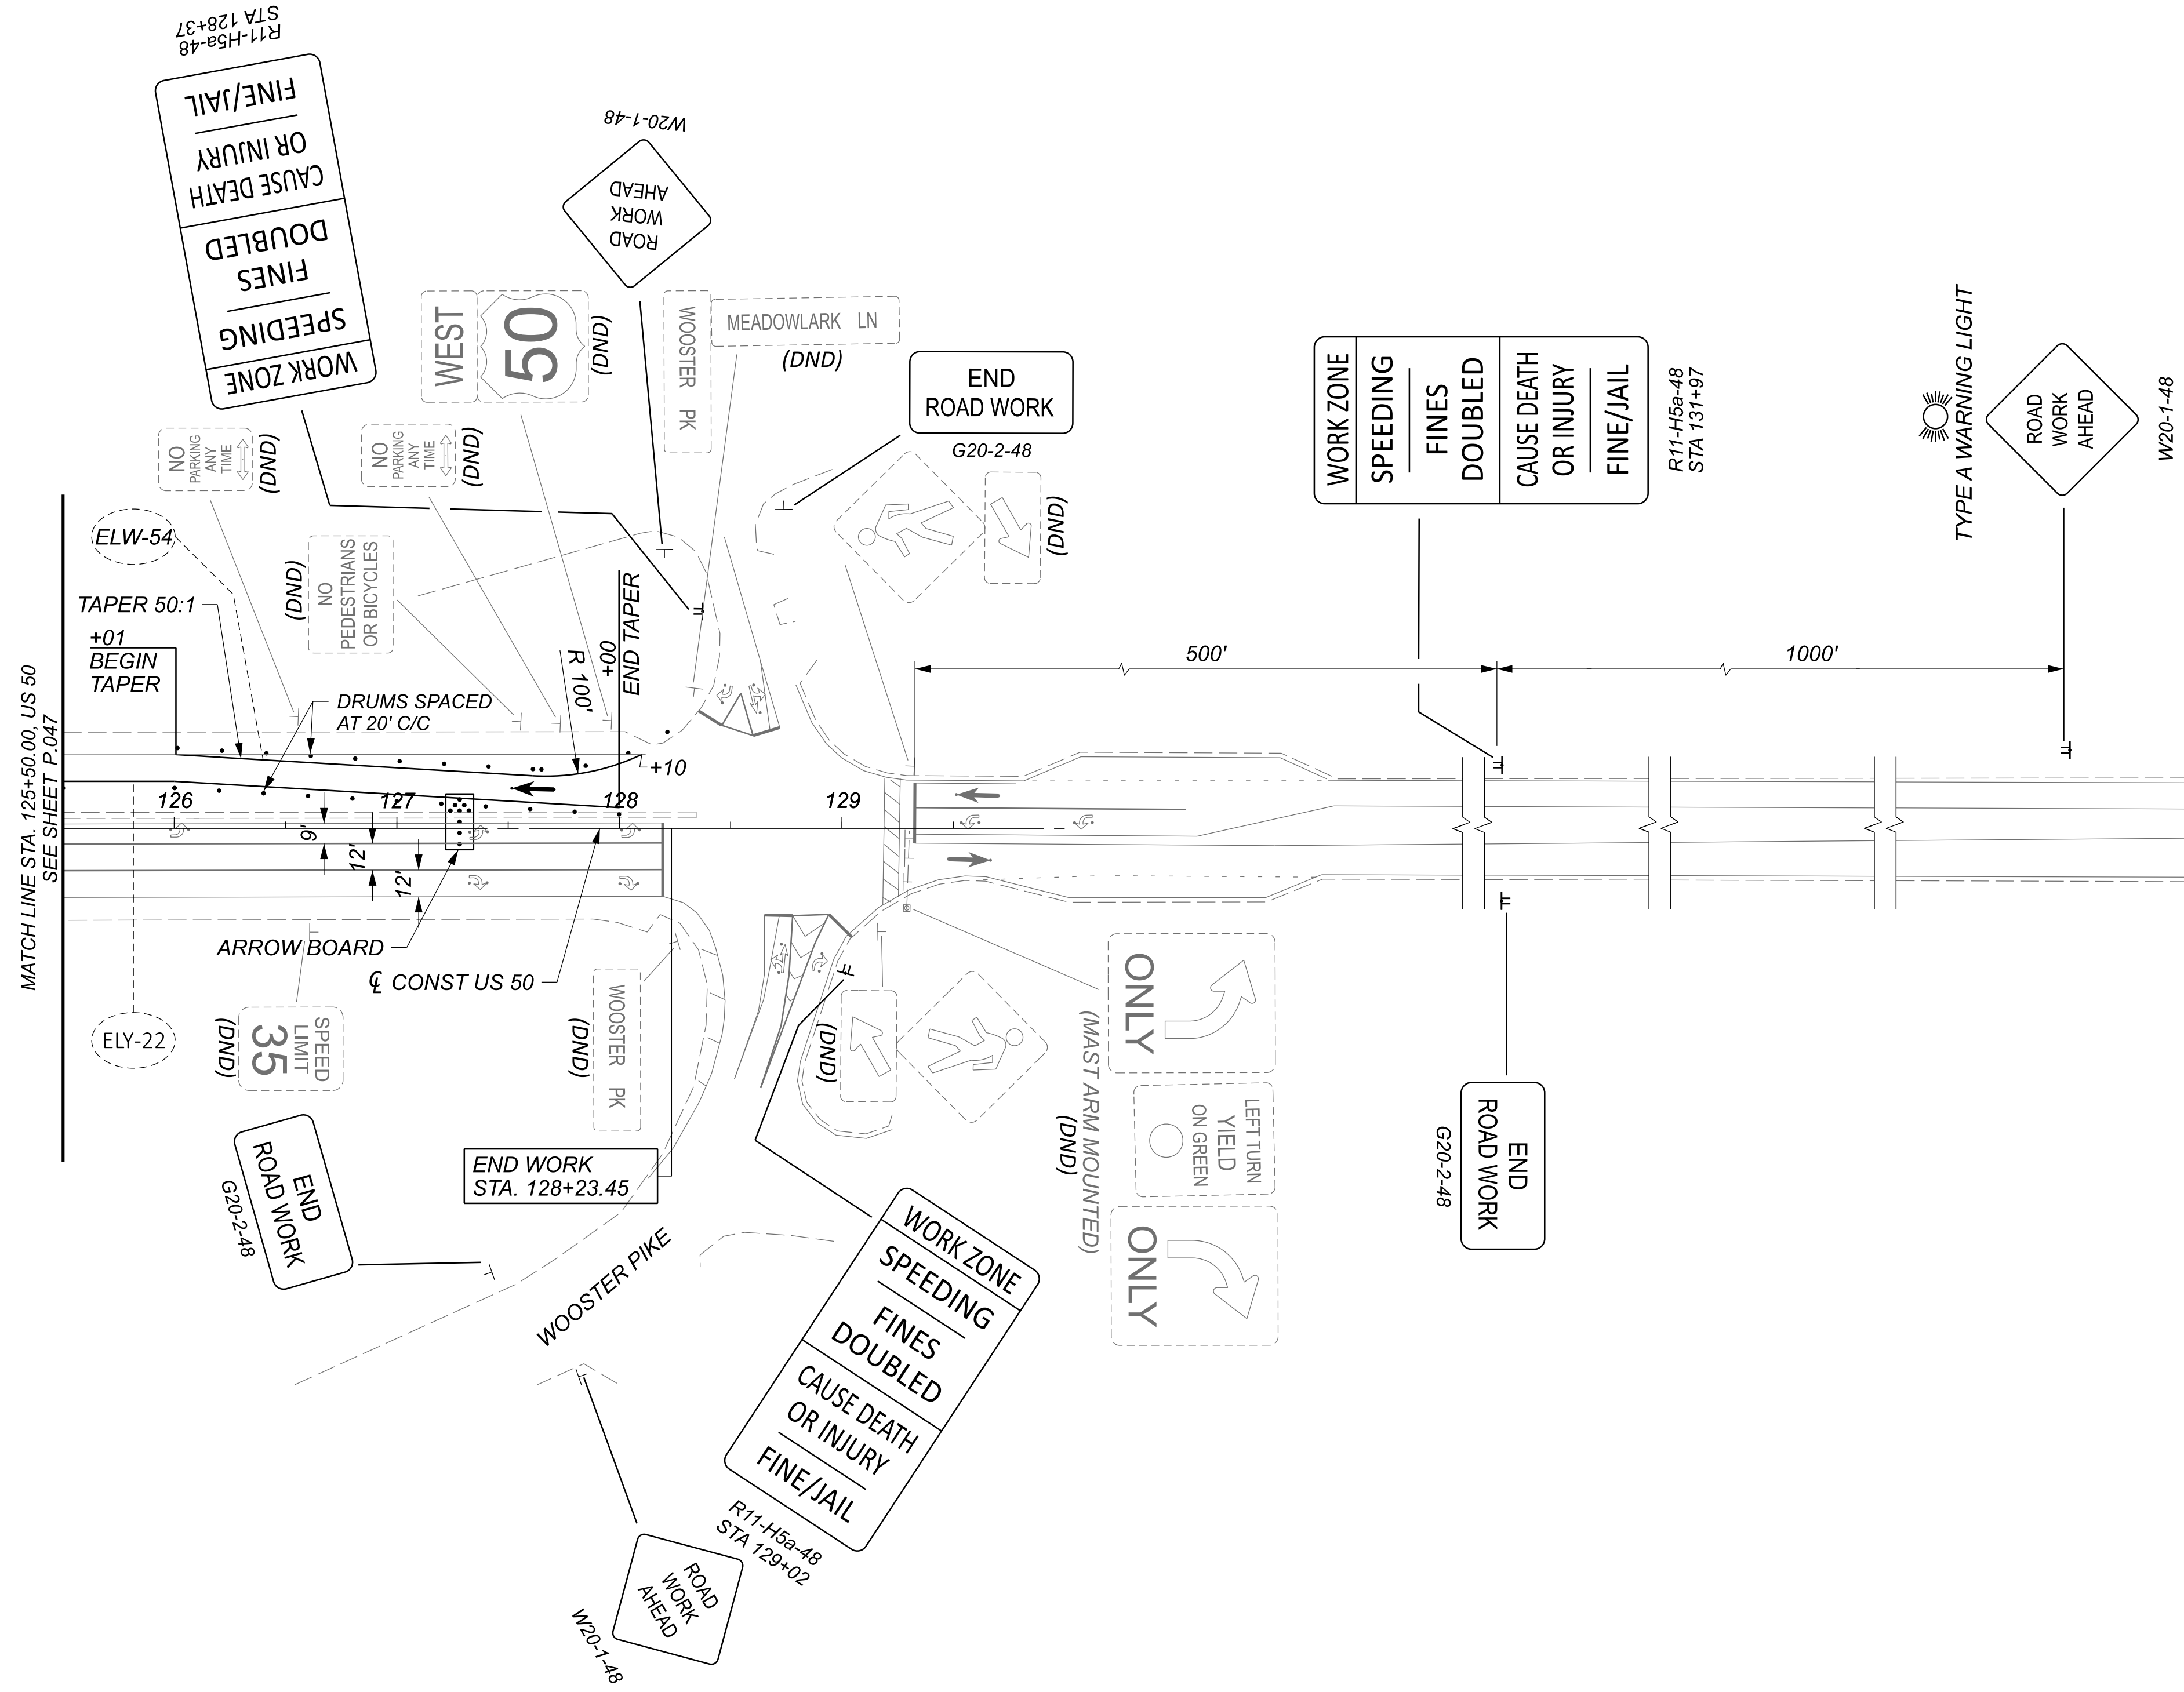 R11-H5a-48
STA 128+37
WORK ZONE
SPEEDING
FINES
DOUBLED
CAUSE DEATH
OR INJURY
FINE/JAIL
W20-1-48
ROAD
WORK
AHEAD
WEST
50
(DND)
WOOSTER PK
MEADOWLARK LN
(DND)
END
ROAD WORK
G20-2-48
NO
PARKING
ANY
TIME
(DND)
NO
PARKING
ANY
TIME
(DND)
(DND)
NO
PEDESTRIANS
OR BICYCLES
(DND)
WORK ZONE
SPEEDING
FINES
DOUBLED
CAUSE DEATH
OR INJURY
FINE/JAIL
R11-H5a-48
STA 131+97
TYPE A WARNING LIGHT
ROAD
WORK
AHEAD
W20-1-48
ELW-54
TAPER 50:1
+01
BEGIN
TAPER
+00
END TAPER
R 100'
DRUMS SPACED
AT 20' C/C
+10
500'
1000'
MATCH LINE STA. 125+50.00, US 50
SEE SHEET P.047
126
127
128
129
9'
12'
12'
ARROW BOARD
℄ CONST US 50
ELY-22
SPEED
LIMIT
35
(DND)
WOOSTER PK
(DND)
(DND)
ONLY
LEFT TURN
YIELD
ON GREEN
ONLY
(MAST ARM MOUNTED)
(DND)
END
ROAD WORK
G20-2-48
END
ROAD WORK
G20-2-48
END WORK
STA. 128+23.45
WOOSTER PIKE
WORK ZONE
SPEEDING
FINES
DOUBLED
CAUSE DEATH
OR INJURY
FINE/JAIL
R11-H5a-48
STA 129+02
ROAD
WORK
AHEAD
W20-1-48